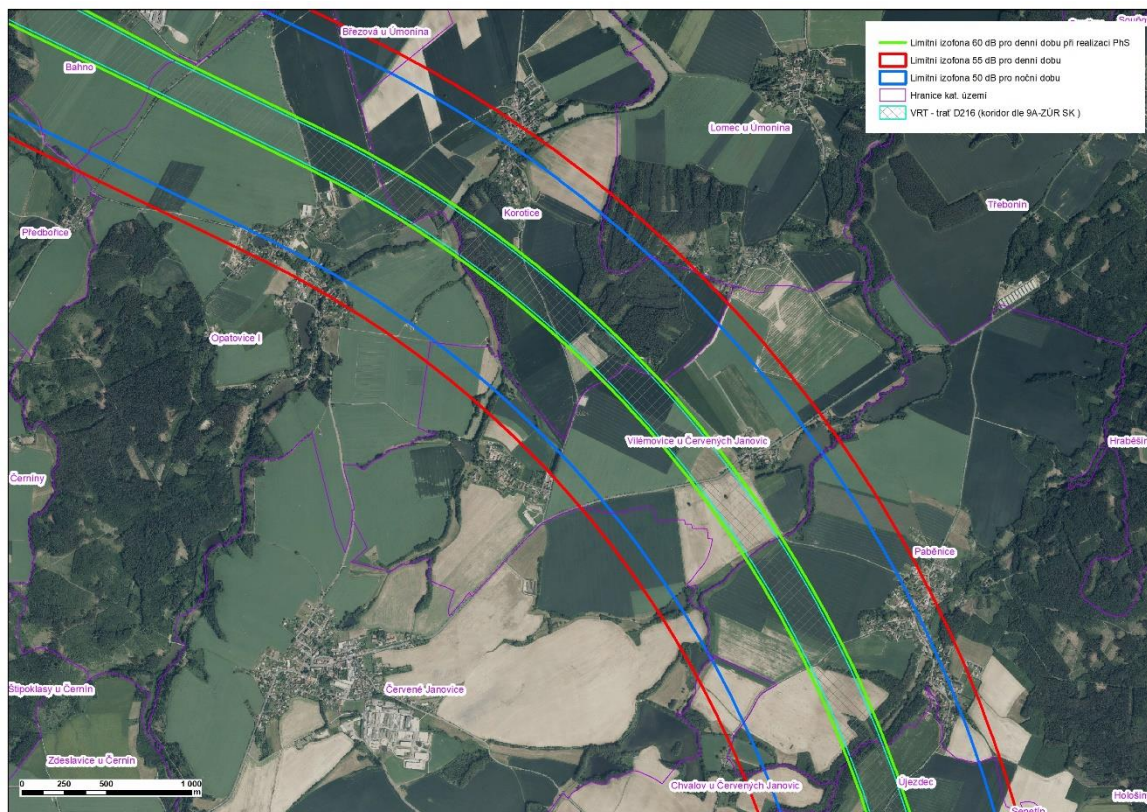 Březová u Úmonína
Limitní izofona 60 dB pro denní dobu při realizaci PhS
Limitní izofona 55 dB pro denní dobu
Limitní izofona 50 dB pro noční dobu
Hranice kat. území
VRT - trať D216 (koridor dle 9A-ZÚR SK )
Bahno
Lomec u Úmonína
Třebonín
Korotice
Předbořice
Opatovice I
Vilémovice u Červených Janovic
Hraběšín
Černíny
Paběnice
Štipoklasy u Černín
Červené Janovice
Zdeslavice u Černín
Chvalov u Červených Janovic
Újezdec
0 250 500 1 000
m